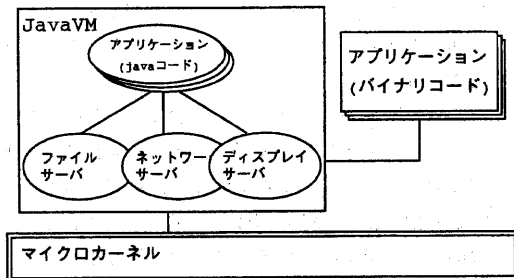 JavaVM
アプリケーション
(javaコード)
アプリケーション
(バイナリコード)
ファイル
サーバ
ネットワー
サーバ
ディスプレイ
サーバ
マイクロカーネル